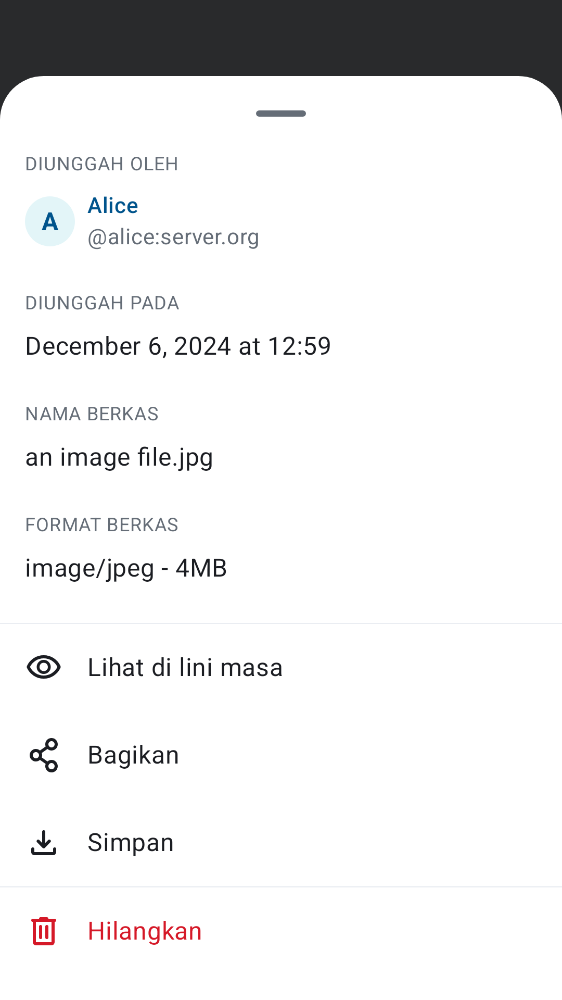 DIUNGGAH OLEH
A
Alice
@alice:server.org
DIUNGGAH PADA
December 6, 2024 at 12:59
NAMA BERKAS
an image file.jpg
FORMAT BERKAS
image/jpeg - 4MB
Lihat di lini masa
Bagikan
Simpan
Hilangkan